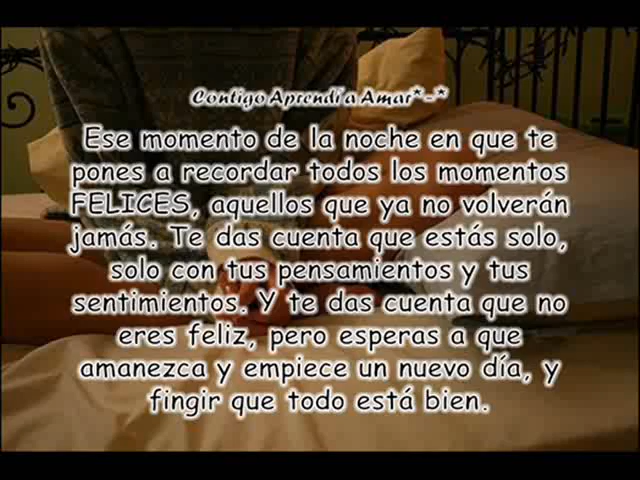 Contigo Aprendí a Amar*-*
Ese momento de la noche en que te
pones a recordar todos los momentos
FELICES, aquellos que ya no volverán
jamás. Te das cuenta que estás solo,
solo con tus pensamientos y tus
sentimientos. Y te das cuenta que no
eres feliz, pero esperas a que
amanezca y empiece un nuevo día, y
fingir que todo está bien.